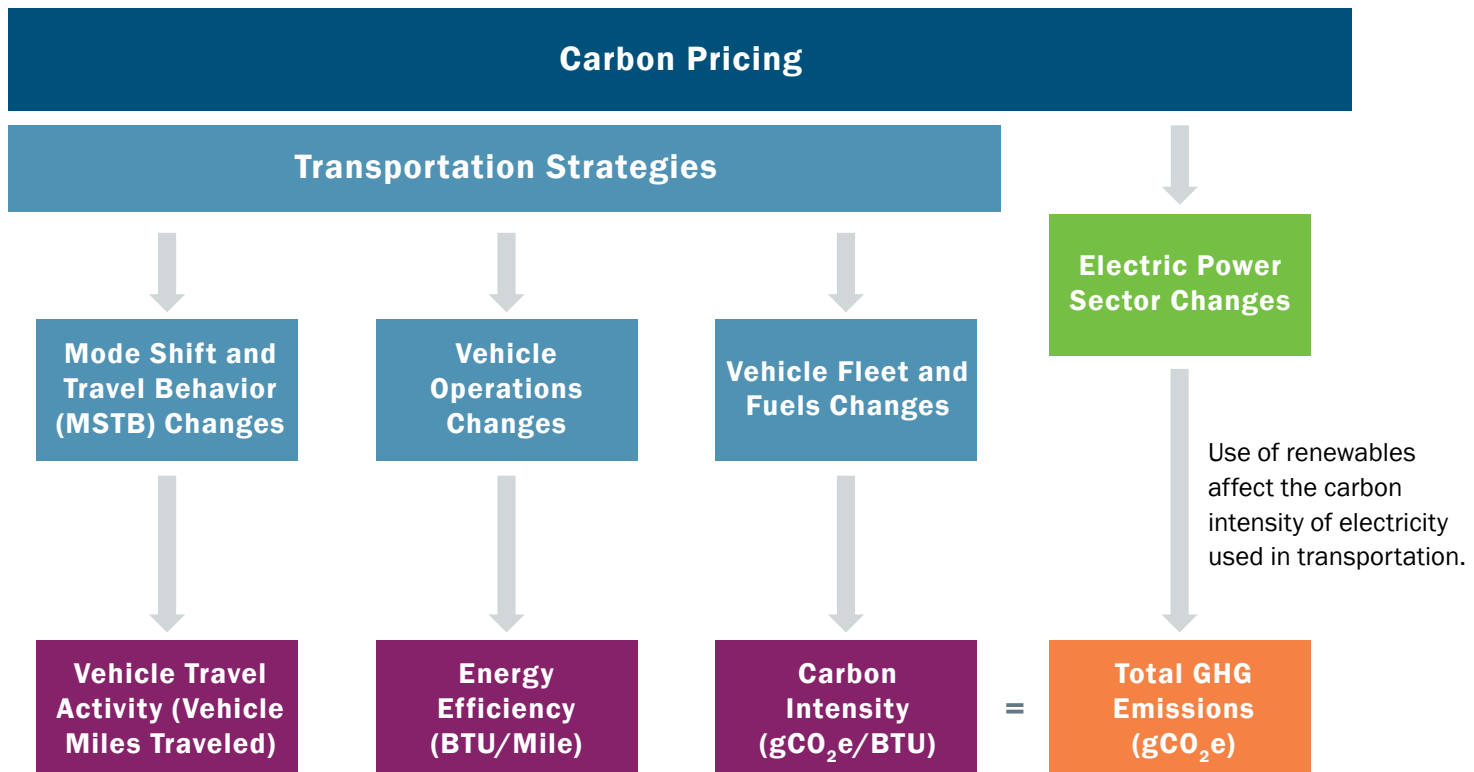 Carbon Pricing
Transportation Strategies
Electric Power
Sector Changes
Mode Shift and
Travel Behavior
(MSTB) Changes
Vehicle
Operations
Changes
Vehicle Fleet and
Fuels Changes
Use of renewables
affect the carbon
intensity of electricity
used in transportation.
Vehicle Travel
Activity (Vehicle
Miles Traveled)
Energy
Efficiency
(BTU/Mile)
Carbon
Intensity
(gCO₂e/BTU)
=
Total GHG
Emissions
(gCO₂e)